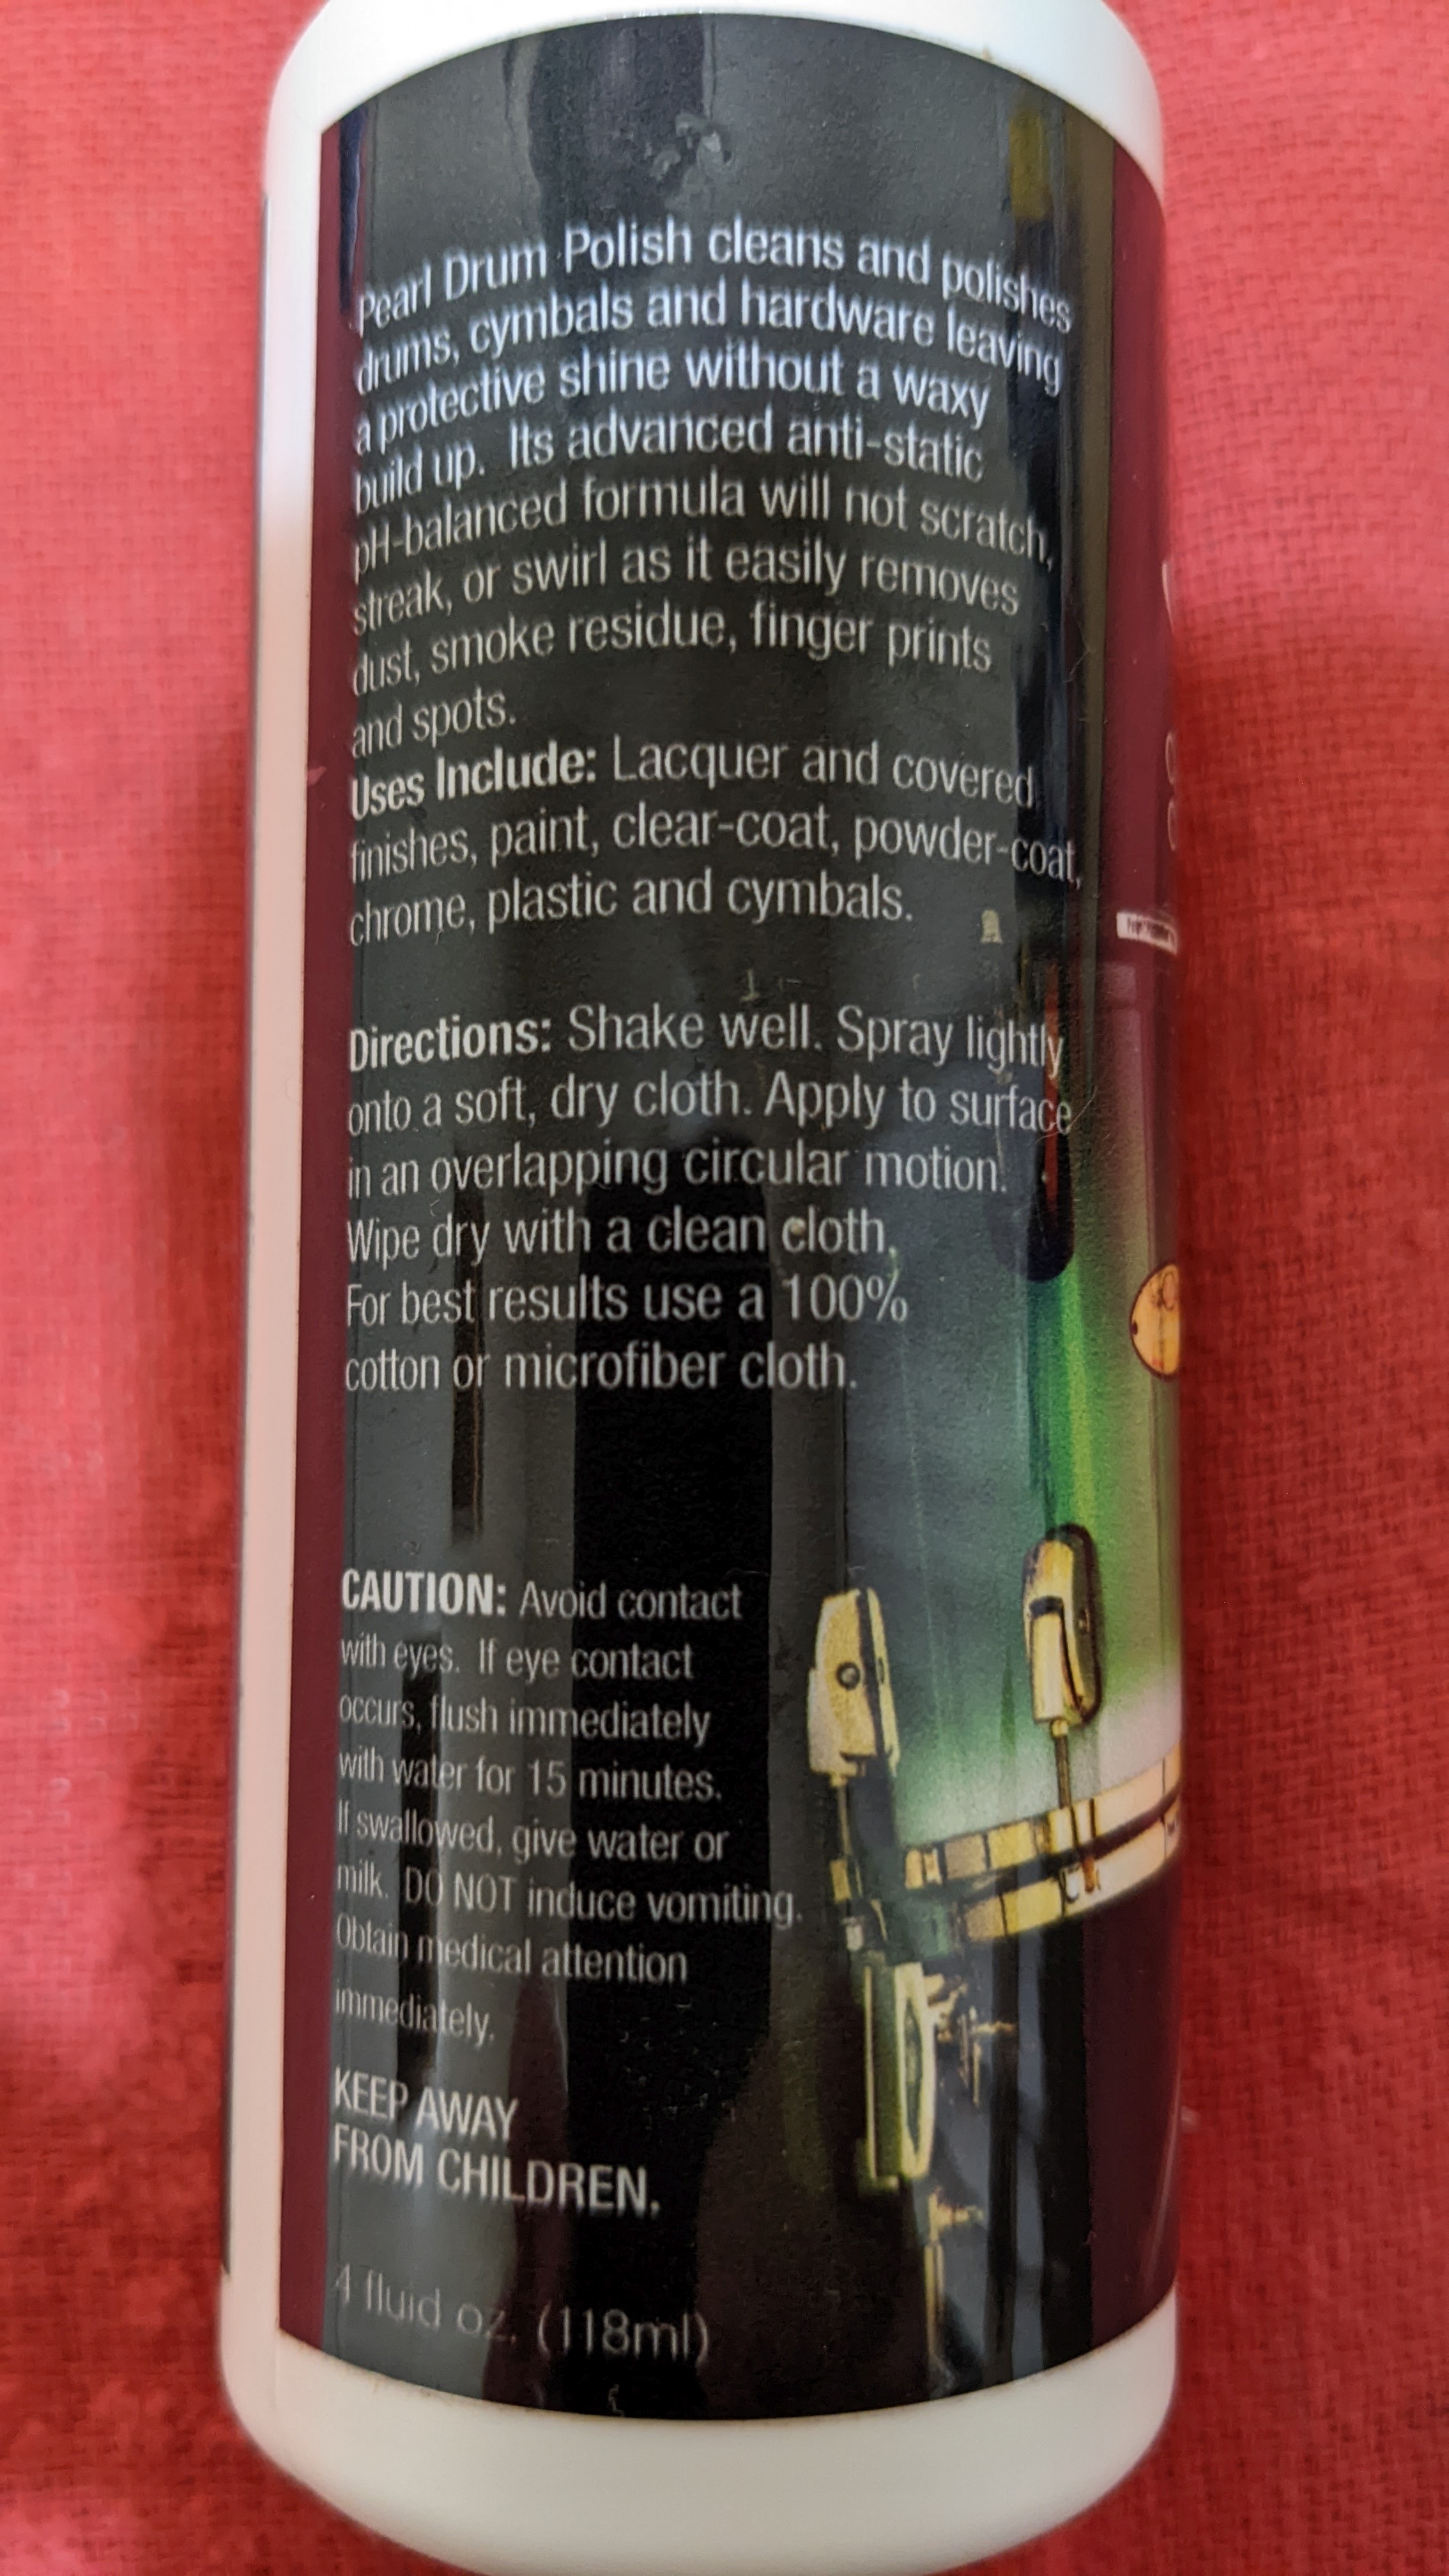 Pearl Drum Polish cleans and polishes
drums, cymbals and hardware leaving
a protective shine without a waxy
build up. Its advanced anti-static
pH-balanced formula will not scratch,
streak, or swirl as it easily removes
dust, smoke residue, finger prints
and spots.
Uses Include: Lacquer and covered
finishes, paint, clear-coat, powder-coat,
chrome, plastic and cymbals.
Directions: Shake well. Spray lightly
onto a soft, dry cloth. Apply to surface
in an overlapping circular motion.
Wipe dry with a clean cloth.
For best results use a 100%
cotton or microfiber cloth.
CAUTION: Avoid contact
with eyes. If eye contact
occurs, flush immediately
with water for 15 minutes.
If swallowed, give water or
milk. DO NOT induce vomiting.
Obtain medical attention
immediately.
KEEP AWAY
FROM CHILDREN.
4 fluid oz. (118ml)